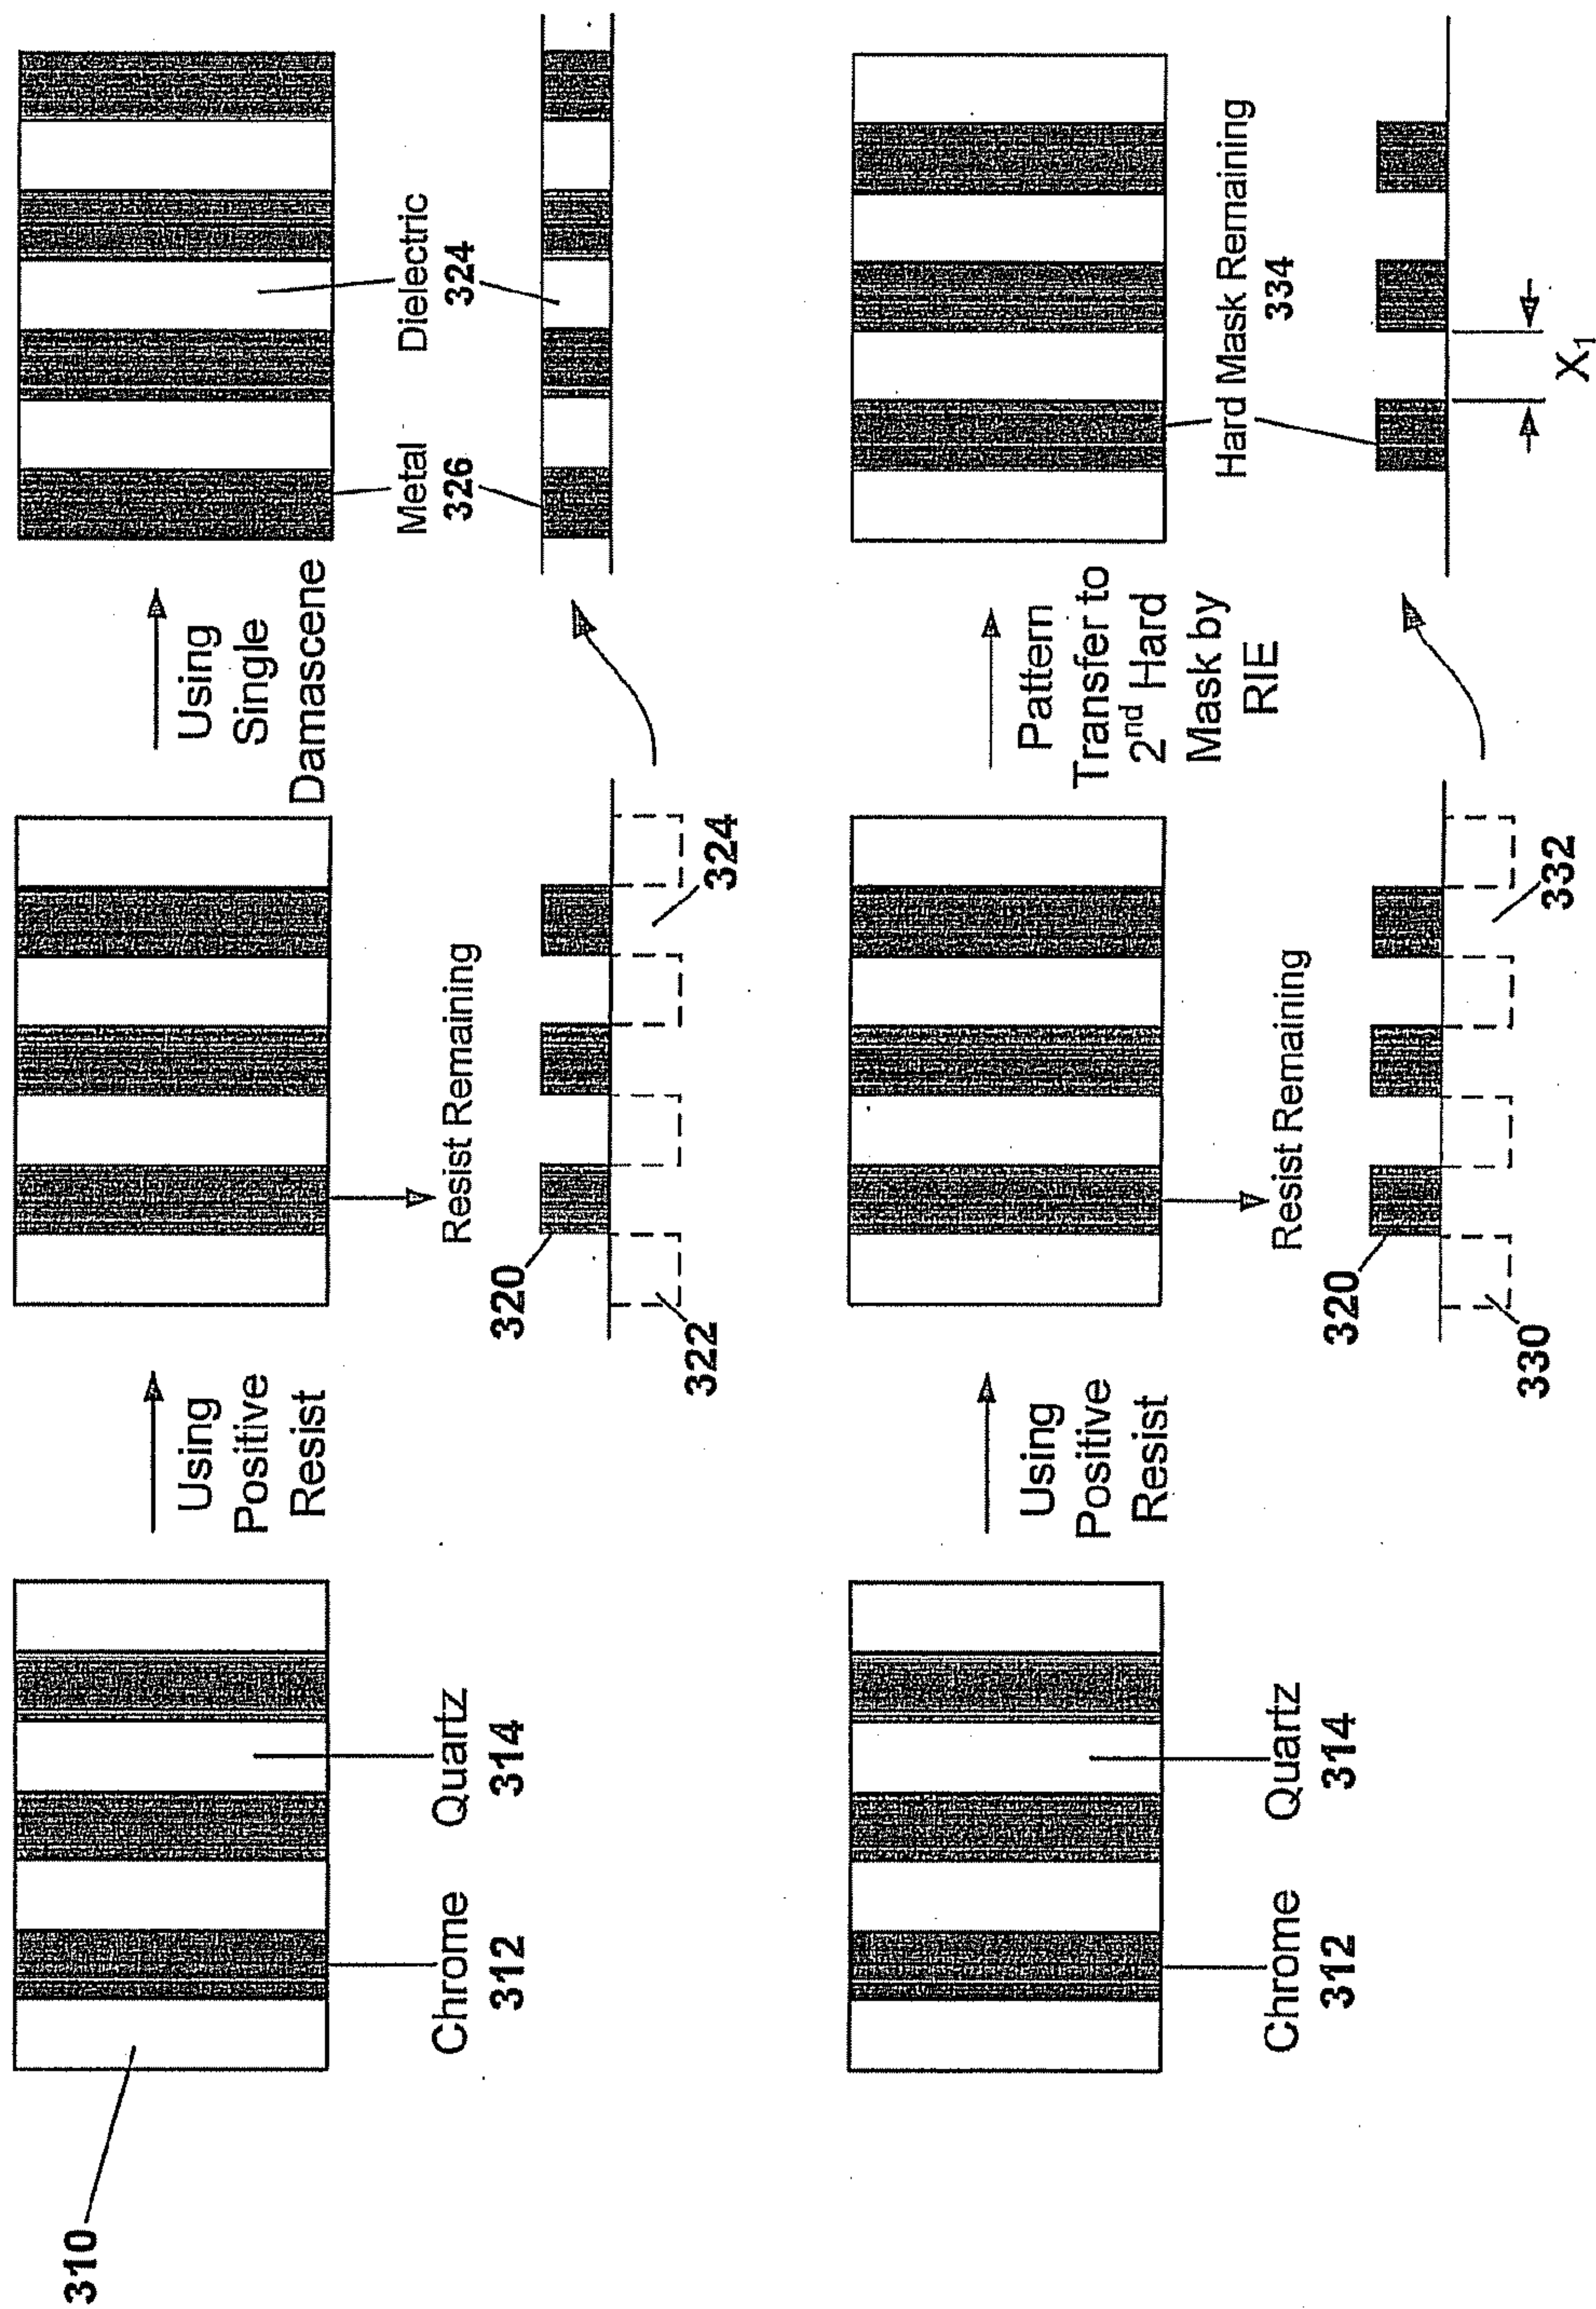 310
Chrome
312
Quartz
314
Using
Positive
Resist
Resist Remaining
320
322
324
Using
Single
Damascene
Metal
326
Dielectric
324
Chrome
312
Quartz
314
Using
Positive
Resist
Resist Remaining
320
330
332
Pattern
Transfer to
2nd Hard
Mask by
RIE
Hard Mask Remaining
334
X1